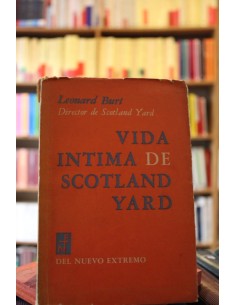 Leonard Burt
Director de Scotland Yard
VIDA
INTIMA DE
SCOTLAND
YARD
DEL NUEVO EXTREMO